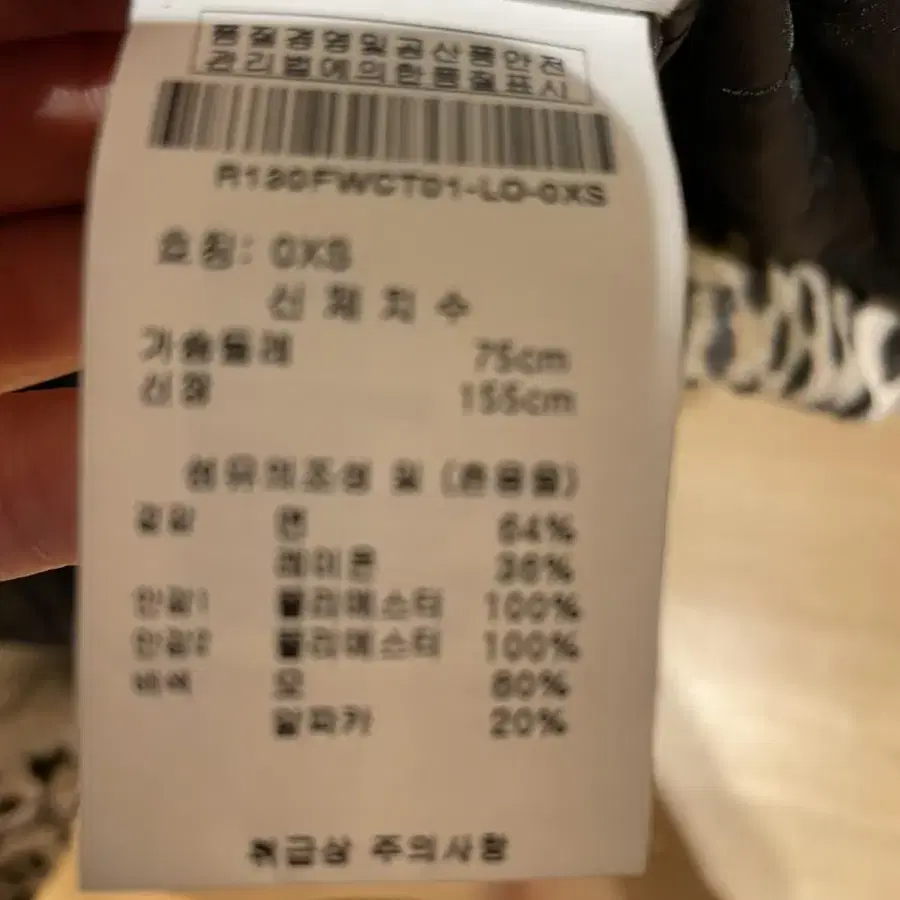 품질경영및공산품안전
관리법에의한품질표시
R130FWCT01-LO-0XS
호칭: 0XS
신체치수
가슴둘레 75cm
신장 155cm
섬유의조성 및 (혼용율)
겉감 면 64%
레이온 36%
안감1 폴리에스터 100%
안감2 폴리에스터 100%
배색 모 80%
알파카 20%
취급상 주의사항